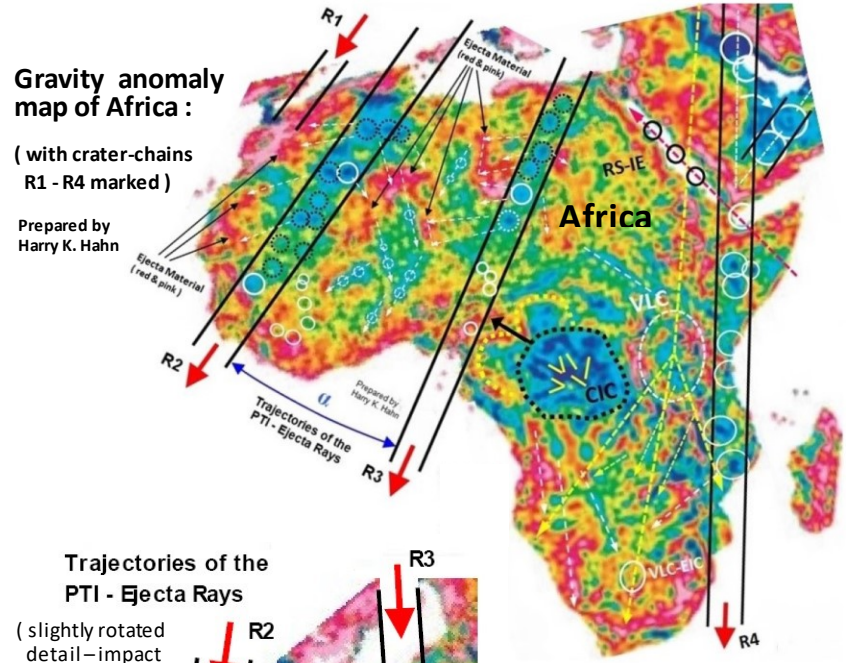 R1
Gravity anomaly
map of Africa :
( with crater-chains
R1 - R4 marked )
Prepared by
Harry K. Hahn
Ejecta Material
(red & pink)
Ejecta Material
( red & pink )
RS-IE
Africa
VLC
CIC
R2
α
Prepared by
Harry K. Hahn
Trajectories of the
PTI - Ejecta Rays
R3
VLC-EIC
R4
Trajectories of the
PTI - Ejecta Rays
( slightly rotated
detail – impact
R2
R3